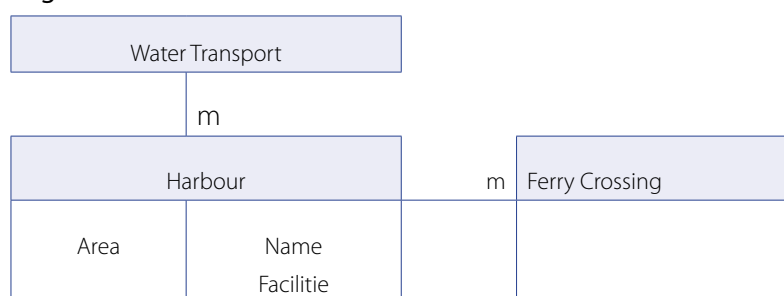 Water Transport
m
Harbour
m
Ferry Crossing
Area
Name
Facilitie